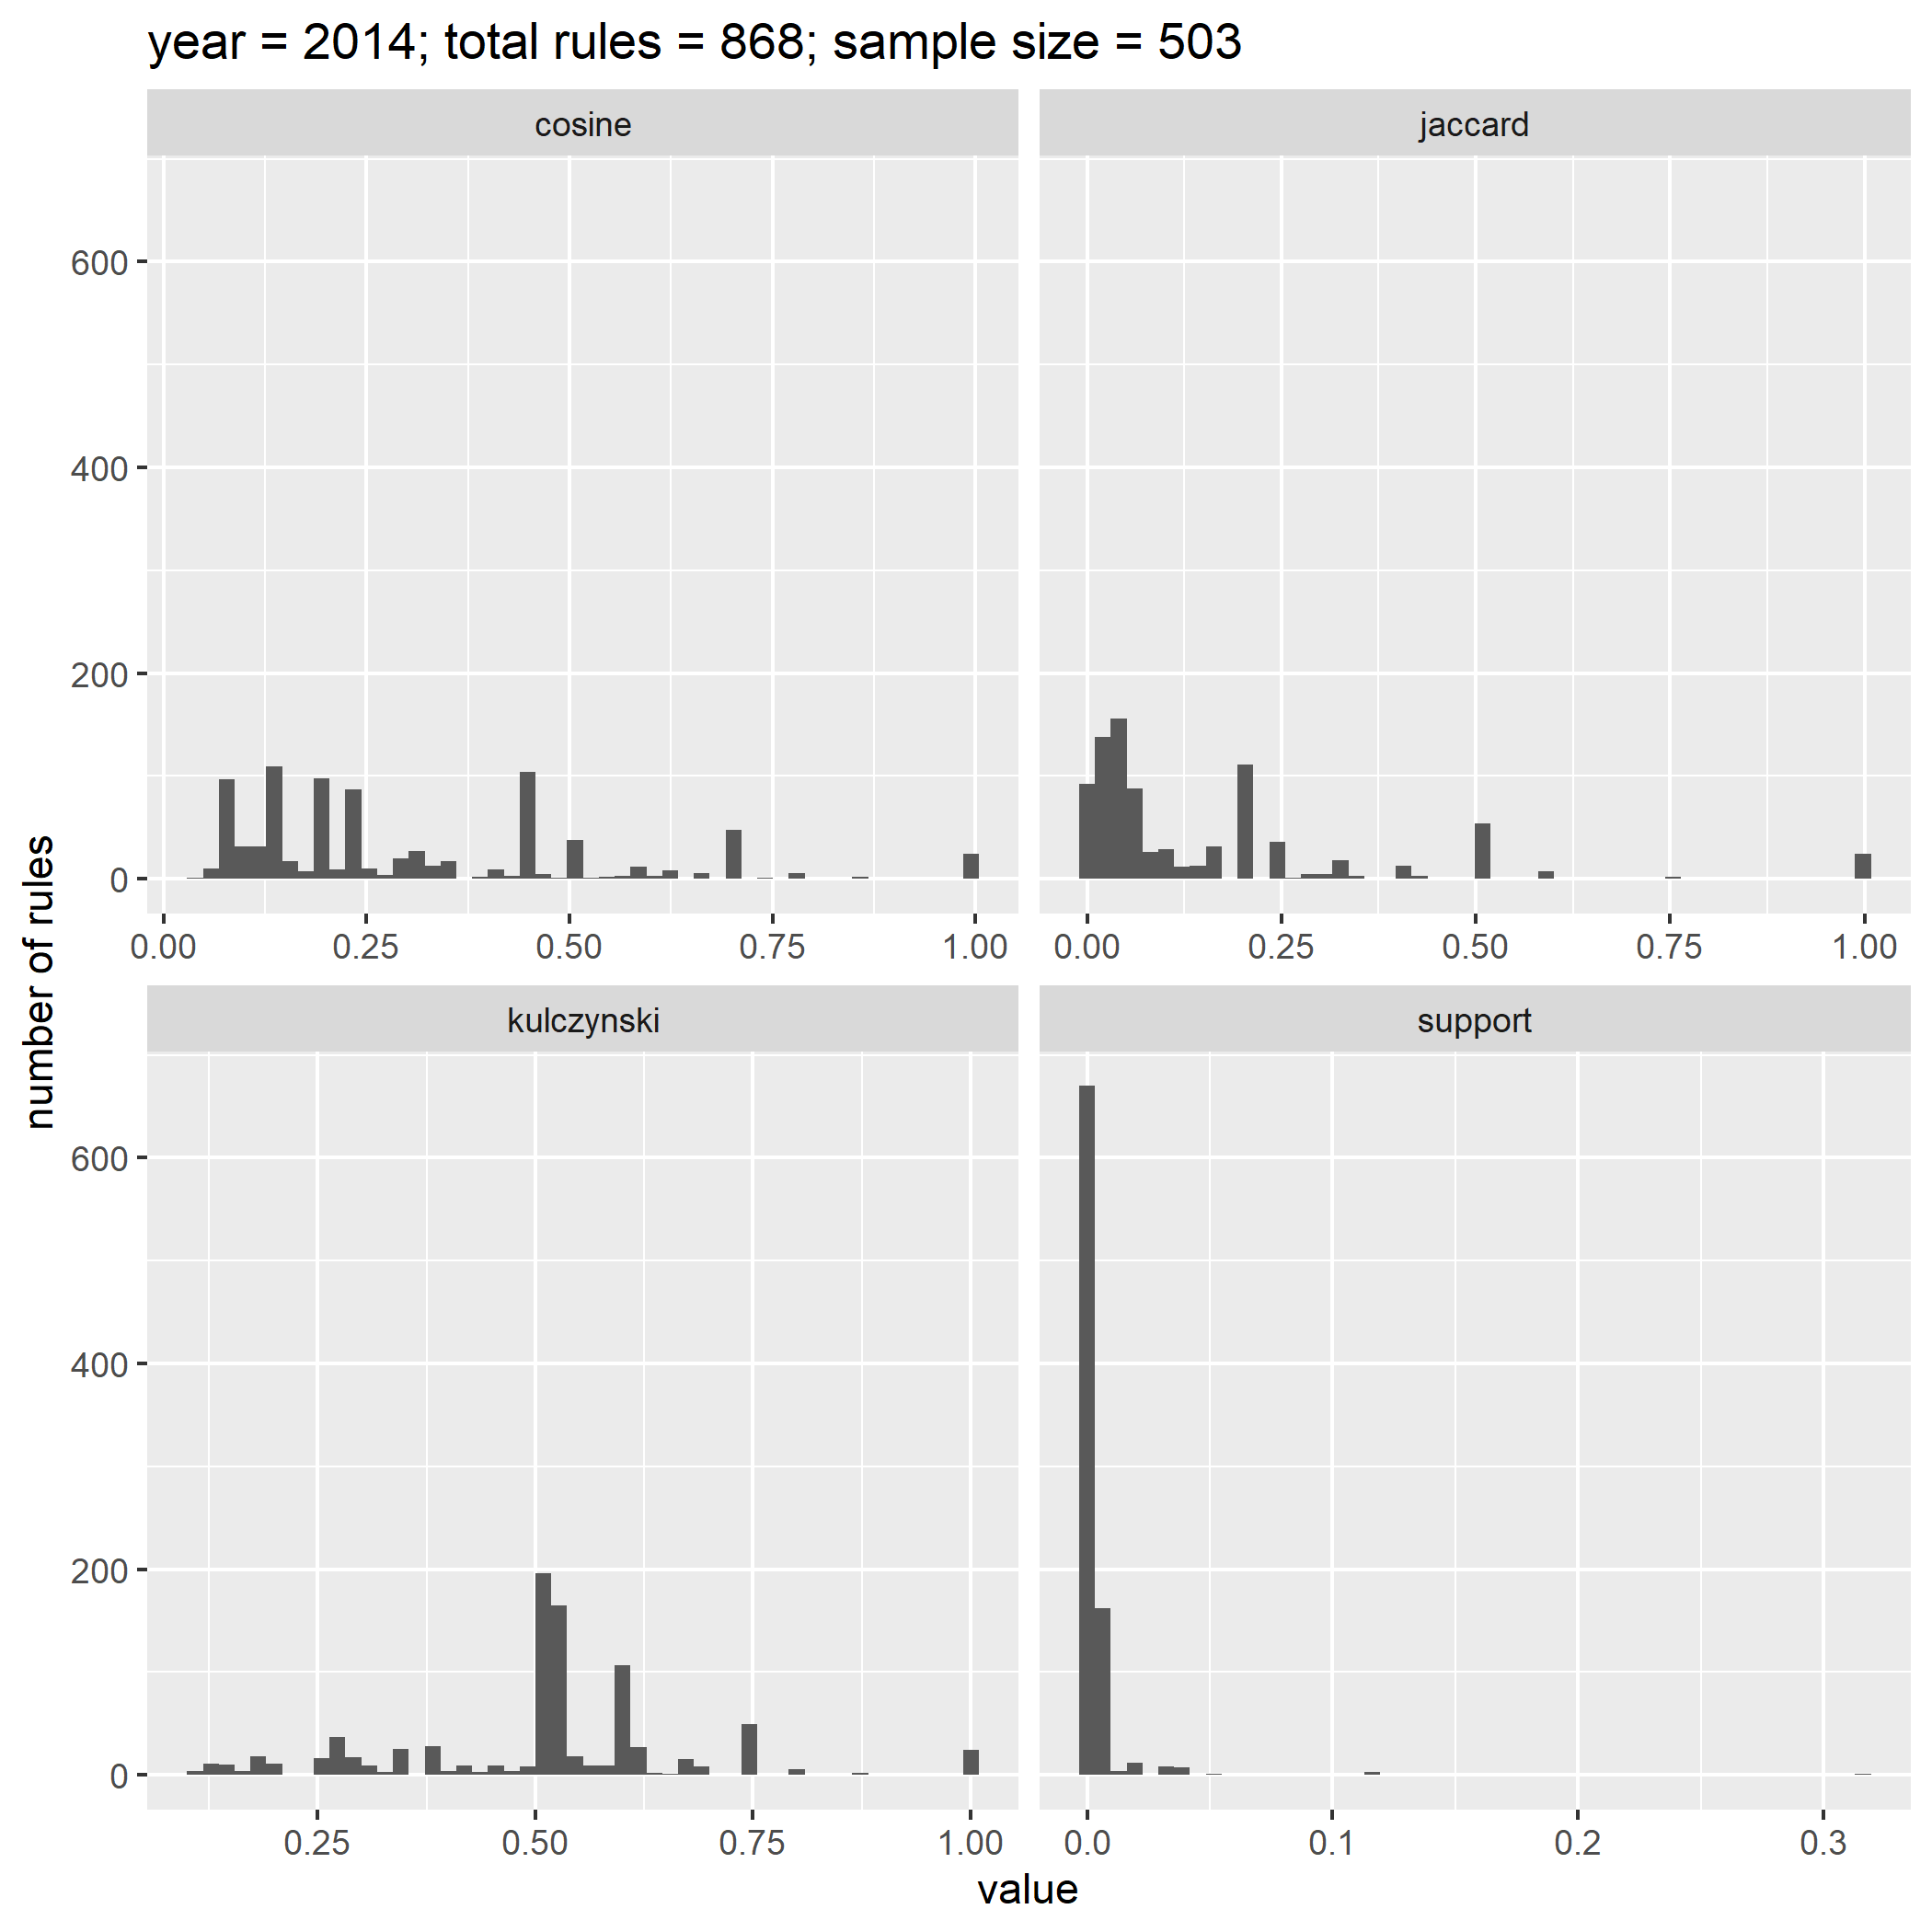 year = 2014; total rules = 868; sample size = 503
cosine
jaccard
600
400
200
0
0.00 0.25 0.50 0.75 1.00
0.00 0.25 0.50 0.75 1.00
number of rules
kulczynski
support
600
400
200
0
0.25 0.50 0.75 1.00
0.0 0.1 0.2 0.3
value